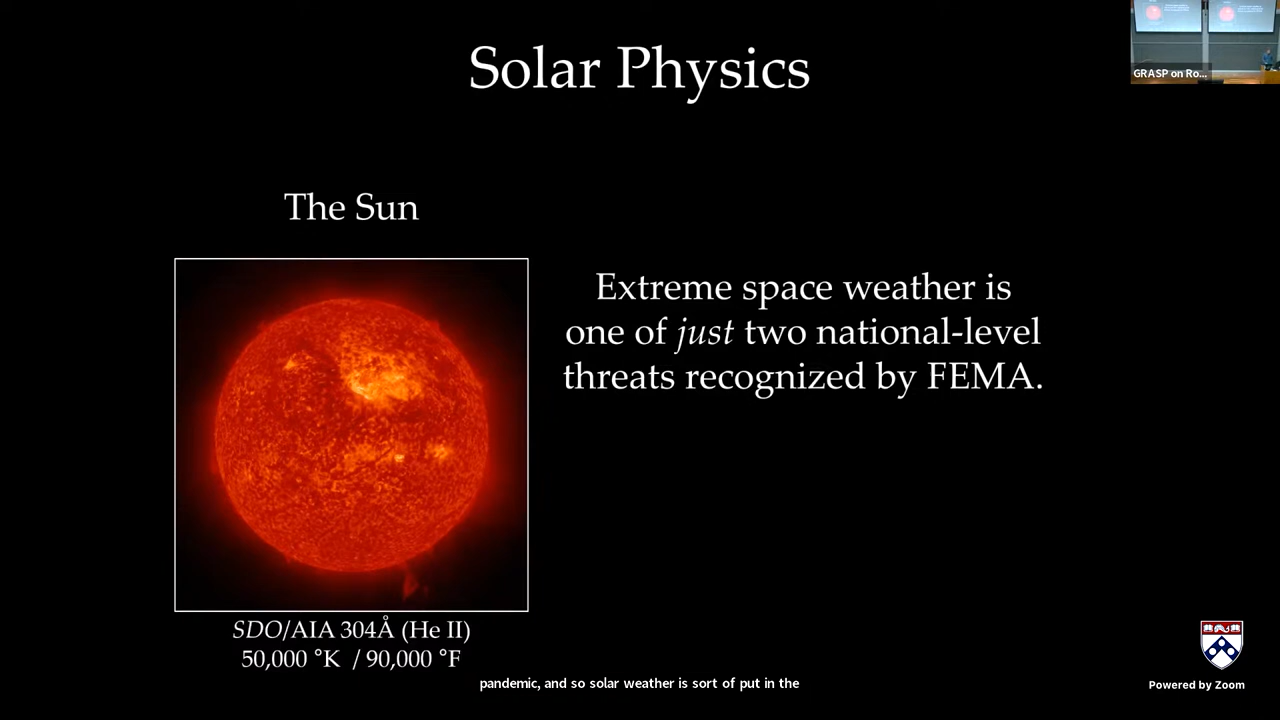 Solar Physics
GRASP on Ro...
The Sun
Extreme space weather is
one of just two national-level
threats recognized by FEMA.
SDO/AIA 304Å (He II)
50,000 °K / 90,000 °F
pandemic, and so solar weather is sort of put in the
Powered by Zoom